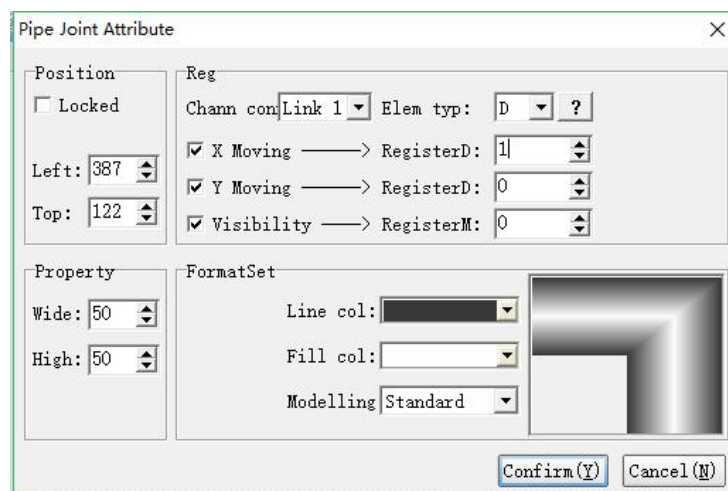 Pipe Joint Attribute
Position
Locked
Left: 387
Top: 122
Reg
Chann con Link 1 Elem typ: D ?
X Moving ——> RegisterD: 1
Y Moving ——> RegisterD: 0
Visibility ——> RegisterM: 0
Property
Wide: 50
High: 50
FormatSet
Line col:
Fill col:
Modelling Standard
Confirm(Y) Cancel(N)